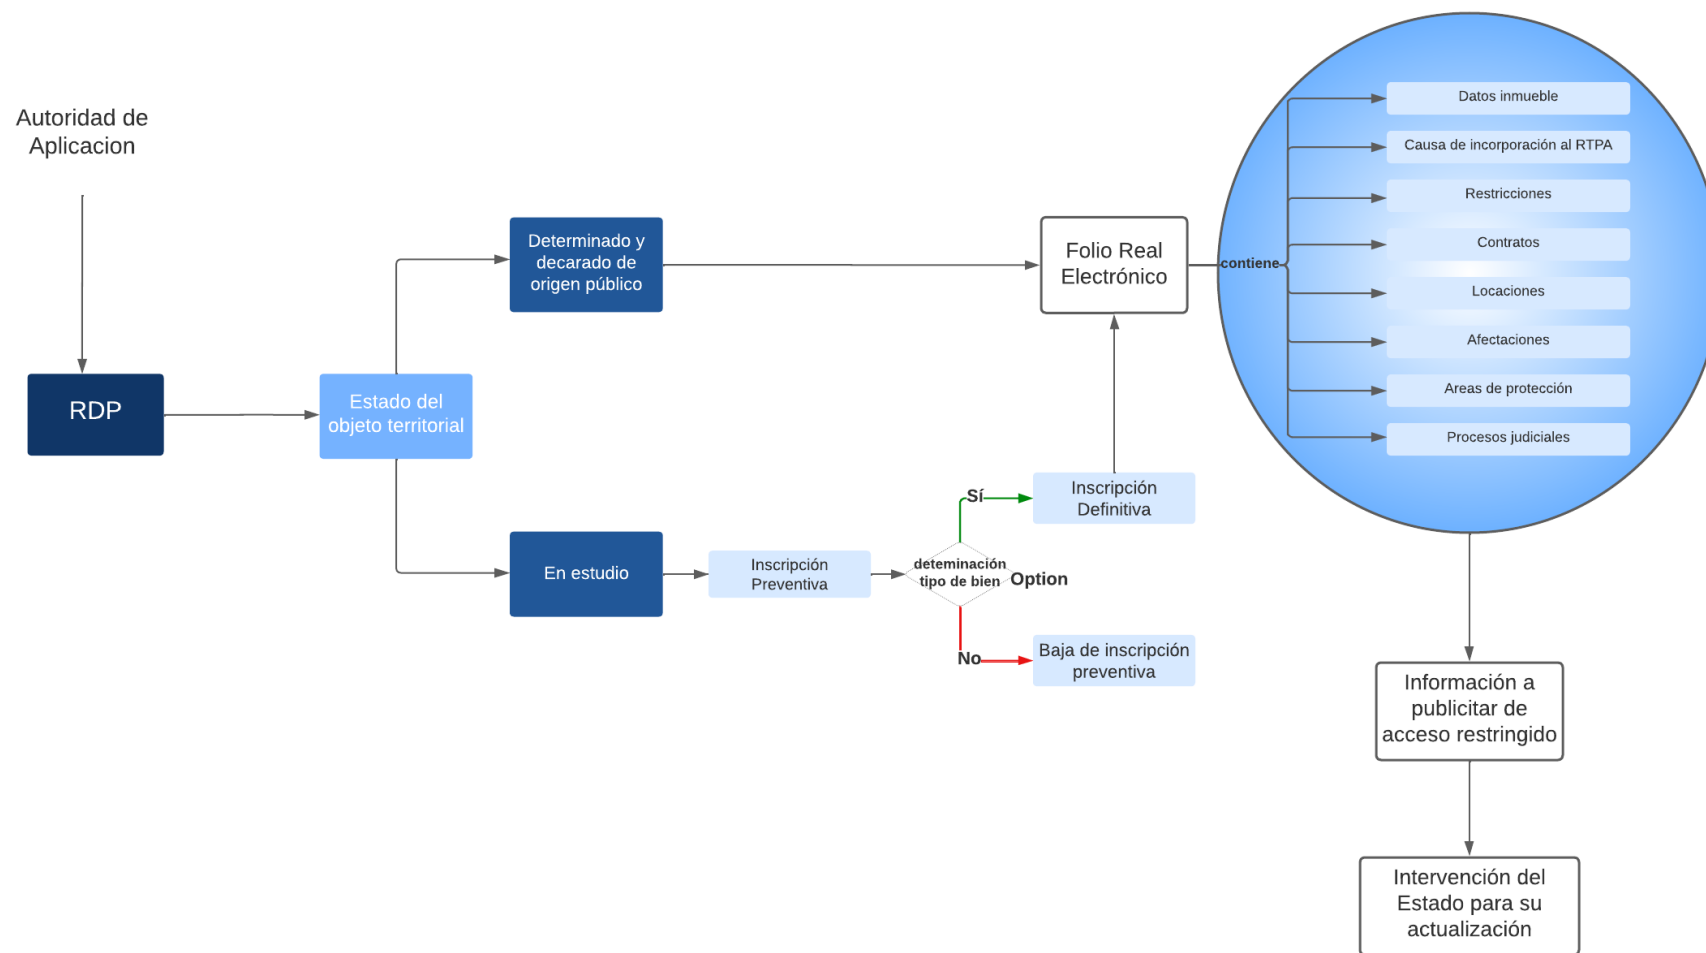 Autoridad de
Aplicacion
RDP
Estado del
objeto territorial
Determinado y
decarado de
origen público
En estudio
Inscripción
Preventiva
deteminación
tipo de bien
Option
Sí
No
Inscripción
Definitiva
Baja de inscripción
preventiva
Folio Real
Electrónico
contiene
Datos inmueble
Causa de incorporación al RTPA
Restricciones
Contratos
Locaciones
Afectaciones
Areas de protección
Procesos judiciales
Información a
publicitar de
acceso restringido
Intervención del
Estado para su
actualización